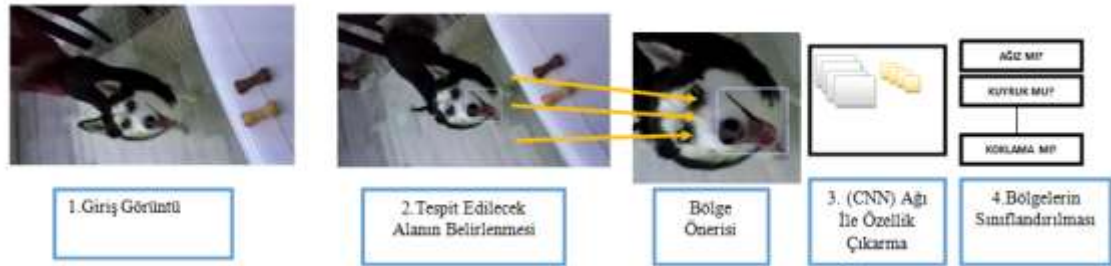 AĞIZ MI?
KUYRUK MU?
KOKLAMA MI?
1.Giriş Görüntü
2.Tespit Edilecek
Alanın Belirlenmesi
Bölge
Önerisi
3. (CNN) Ağı
İle Özellik
Çıkarma
4.Bölgelerin
Sınıflandırılması